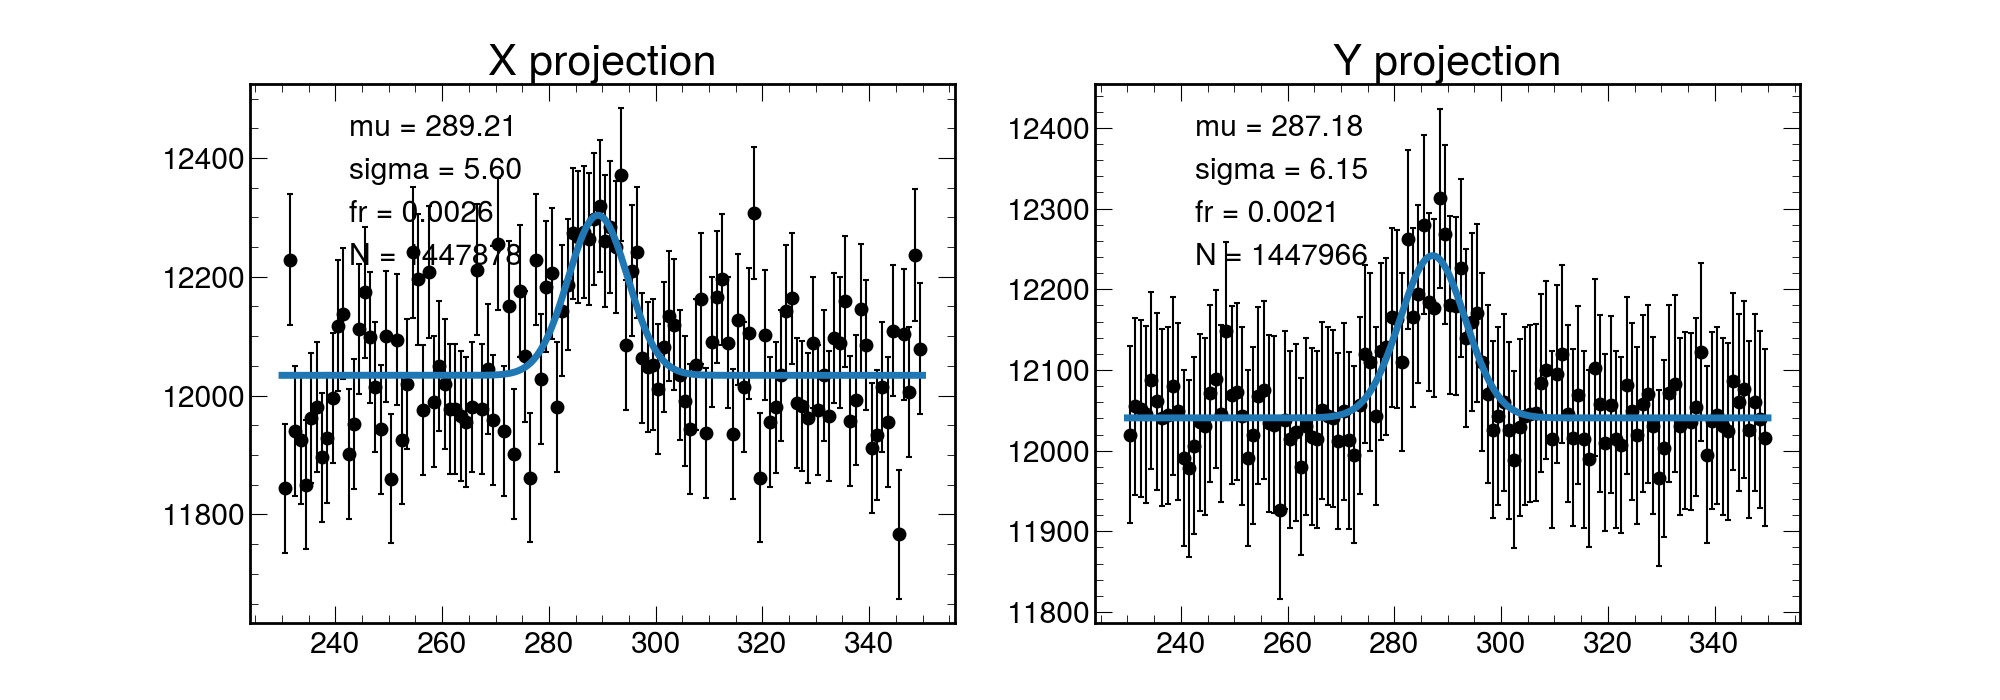 X projection
mu = 289.21
sigma = 5.60
fr = 0.0026
N = 1447878
12400
12200
12000
11800
240 260 280 300 320 340
Y projection
mu = 287.18
sigma = 6.15
fr = 0.0021
N = 1447966
12400
12300
12200
12100
12000
11900
11800
240 260 280 300 320 340